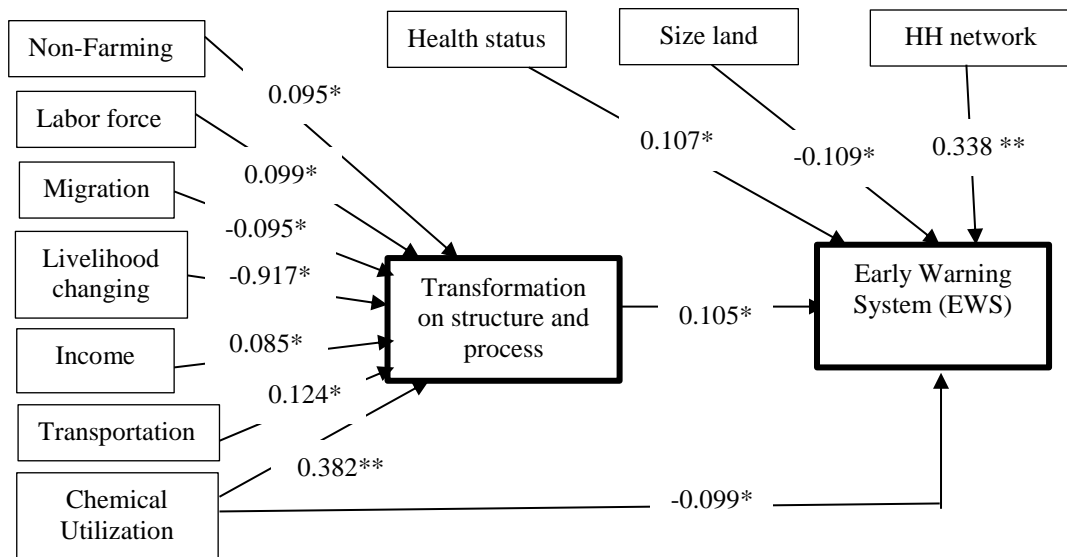 Non-Farming
Labor force
Migration
Livelihood
changing
Income
Transportation
Chemical
Utilization
0.095*
0.099*
-0.095*
-0.917*
0.085*
0.124*
0.382**
Transformation
on structure and
process
Health status
Size land
HH network
0.107*
-0.109*
0.338 **
0.105*
Early Warning
System (EWS)
-0.099*